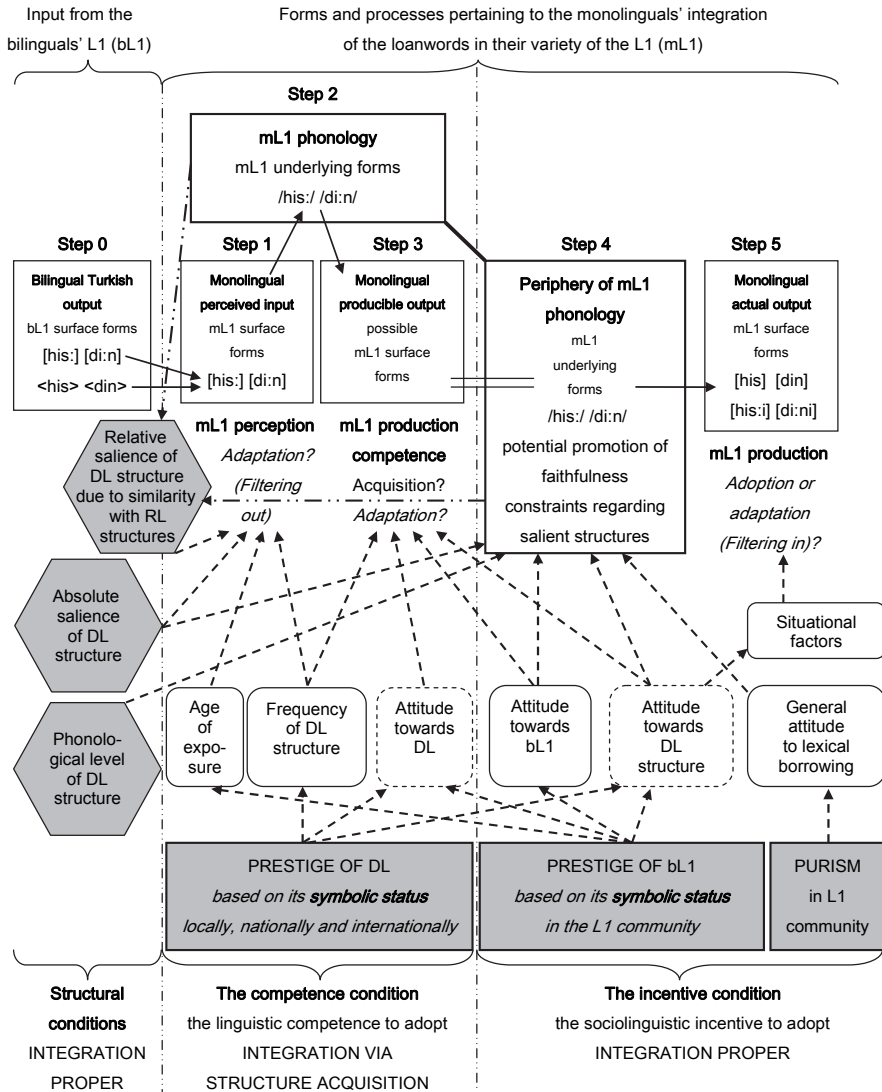 Input from the
bilinguals’ L1 (bL1)
Forms and processes pertaining to the monolinguals’ integration
of the loanwords in their variety of the L1 (mL1)
Step 2
mL1 phonology
mL1 underlying forms
/his:/ /di:n/
Step 0
Bilingual Turkish
output
bL1 surface forms
[his:] [di:n]
<his> <din>
Step 1
Monolingual
perceived input
mL1 surface
forms
[his:] [di:n]
Step 3
Monolingual
producible output
possible
mL1 surface
forms
Step 4
Periphery of mL1
phonology
mL1
underlying
forms
/his:/ /di:n/
potential promotion of
faithfulness
constraints regarding
salient structures
Step 5
Monolingual
actual output
mL1 surface
forms
[his] [din]
[his:i] [di:ni]
Relative
salience of
DL structure
due to similarity
with RL
structures
mL1 perception
Adaptation?
(Filtering
out)
mL1 production
competence
Acquisition?
Adaptation?
mL1 production
Adoption or
adaptation
(Filtering in)?
Absolute
salience
of DL
structure
Situational
factors
Phonolo-
gical level
of DL
structure
Age
of
expo-
sure
Frequency
of DL
structure
Attitude
towards
DL
Attitude
towards
bL1
Attitude
towards
DL
structure
General
attitude
to lexical
borrowing
PRESTIGE OF DL
based on its symbolic status
locally, nationally and internationally
PRESTIGE OF bL1
based on its symbolic status
in the L1 community
PURISM
in L1
community
Structural
conditions
INTEGRATION
PROPER
The competence condition
the linguistic competence to adopt
INTEGRATION VIA
STRUCTURE ACQUISITION
The incentive condition
the sociolinguistic incentive to adopt
INTEGRATION PROPER